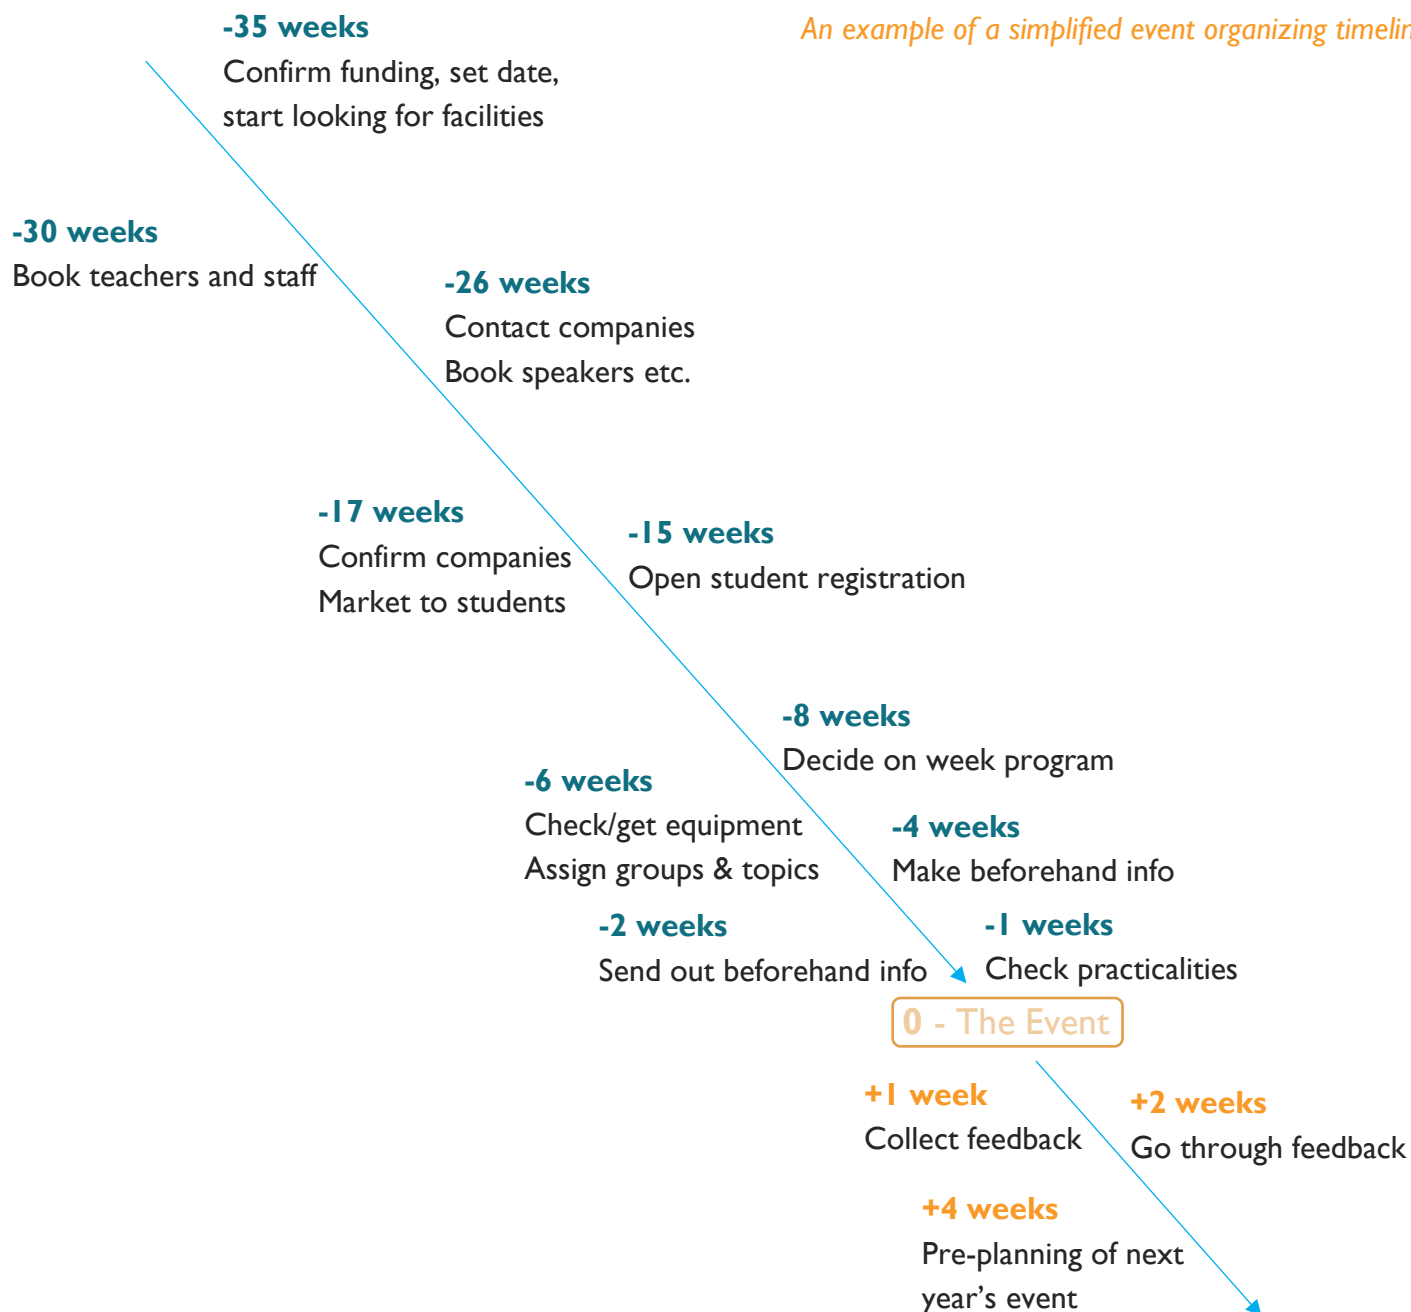 An example of a simplified event organizing timelin
-35 weeks
Confirm funding, set date,
start looking for facilities
-30 weeks
Book teachers and staff
-26 weeks
Contact companies
Book speakers etc.
-17 weeks
Confirm companies
Market to students
-15 weeks
Open student registration
-8 weeks
Decide on week program
-6 weeks
Check/get equipment
Assign groups & topics
-4 weeks
Make beforehand info
-2 weeks
Send out beforehand info
-1 weeks
Check practicalities
0 - The Event
+1 week
Collect feedback
+2 weeks
Go through feedback
+4 weeks
Pre-planning of next
year’s event